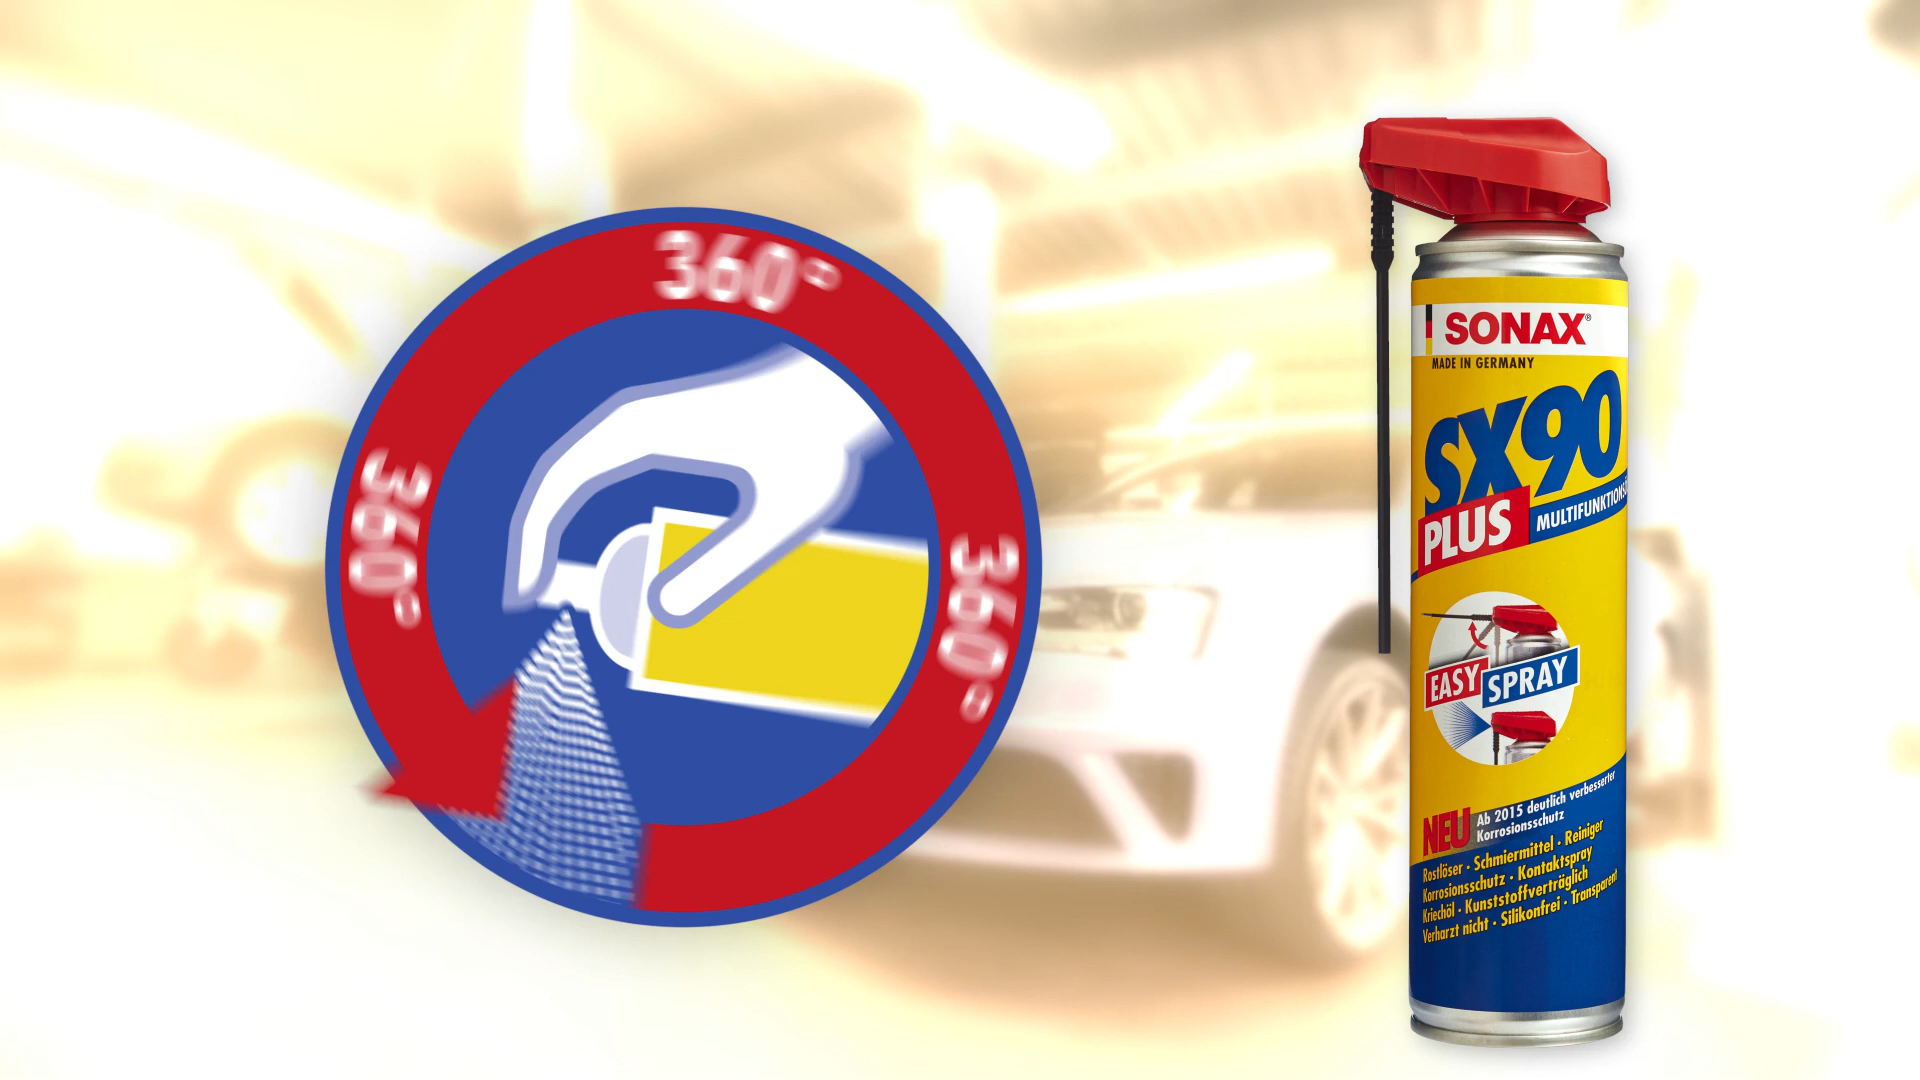 360°
360°
360°
SONAX®
MADE IN GERMANY
SX90
PLUS
EASY
SPRAY
NEU
Ab 2015 deutlich verbesserter
Korrosionsschutz
Rostlöser · Schmiermittel · Reiniger
Korrosionsschutz · Kontaktspray
Kriechöl · Kunststoffverträglich
Verharzt nicht · Silikonfrei · Transparent